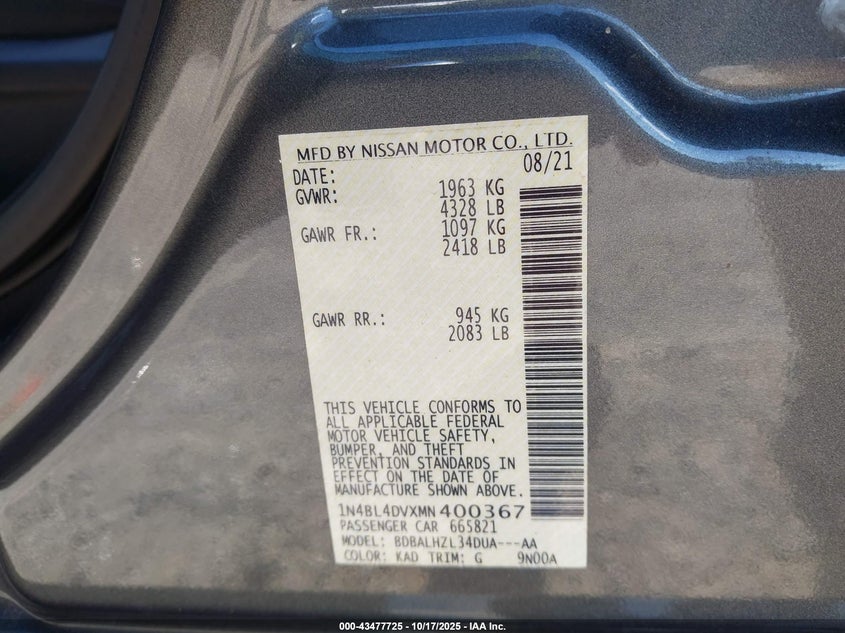 MFD BY NISSAN MOTOR CO., LTD.
DATE: 08/21
GVWR: 1963 KG
4328 LB
GAWR FR.: 1097 KG
2418 LB
GAWR RR.: 945 KG
2083 LB
THIS VEHICLE CONFORMS TO
ALL APPLICABLE FEDERAL
MOTOR VEHICLE SAFETY,
BUMPER, AND THEFT
PREVENTION STANDARDS IN
EFFECT ON THE DATE OF
MANUFACTURE SHOWN ABOVE.
1N4BL4DVXMN400367
PASSENGER CAR 665821
MODEL: BDBALHZL34DUA---AA
COLOR: KAD TRIM: G 9N00A
000-43477725 - 10/17/2025 - IAA Inc.